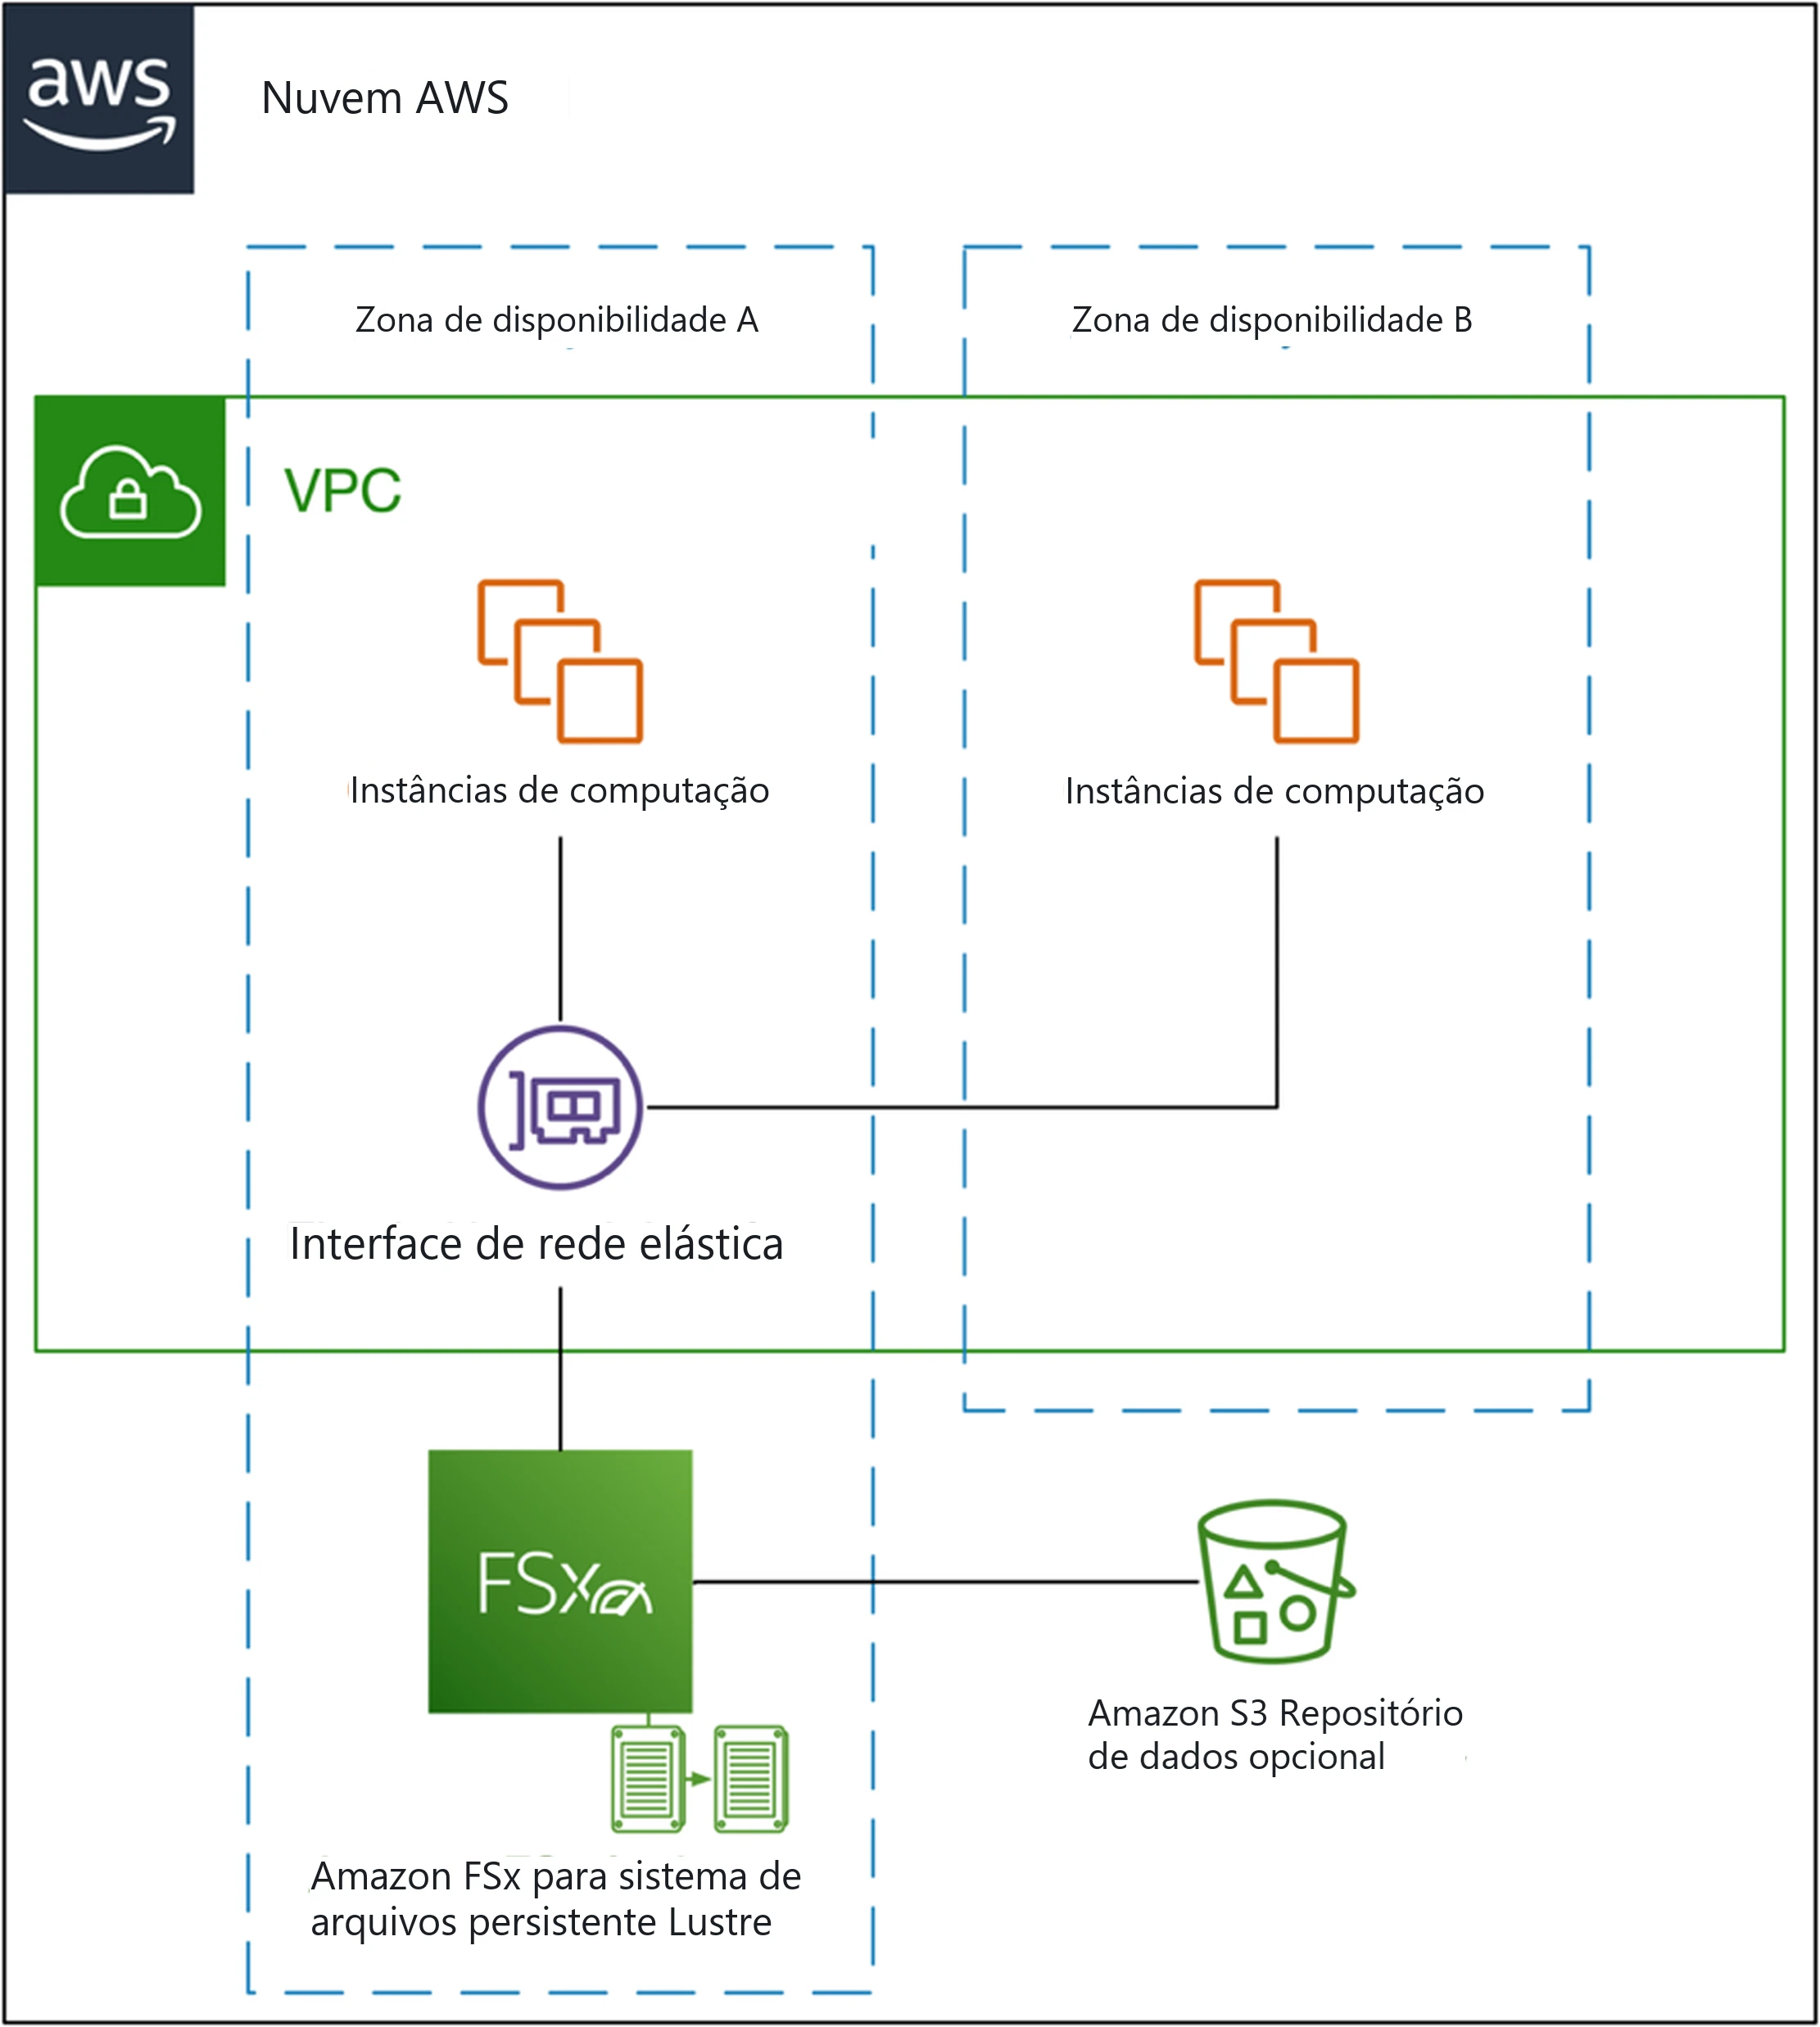 aws
Nuvem AWS
Zona de disponibilidade A
Zona de disponibilidade B
VPC
Instâncias de computação
Instâncias de computação
Interface de rede elástica
FSx
Amazon S3 Repositório
de dados opcional
Amazon FSx para sistema de
arquivos persistente Lustre